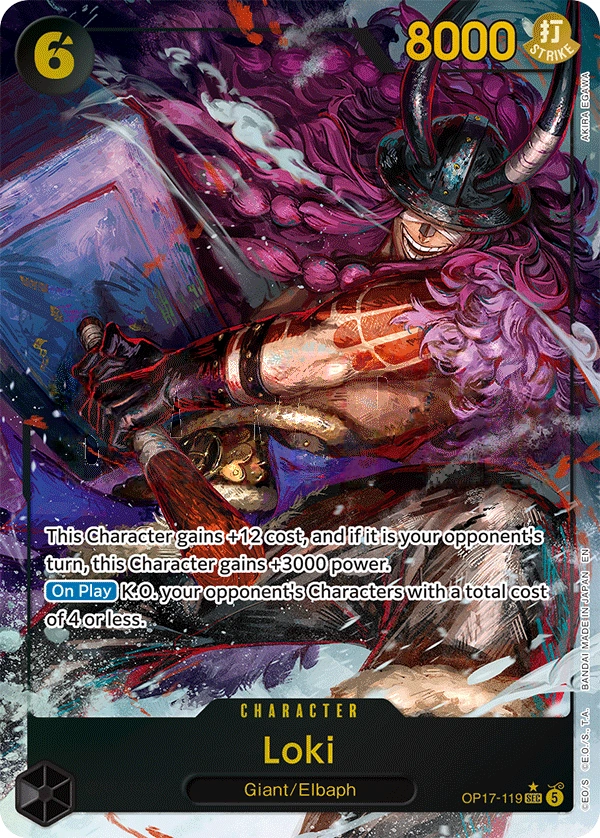 6
8000
打
STRIKE
AKIRA EGAWA
This Character gains +12 cost, and if it is your opponent's
turn, this Character gains +3000 power.
On Play K.O. your opponent's Characters with a total cost
of 4 or less.
©E.O/S ©E.O./S., T.A. BANDAI MADE IN JAPAN EN
CHARACTER
Loki
Giant/Elbaph
OP17-119 ★ SEC 5